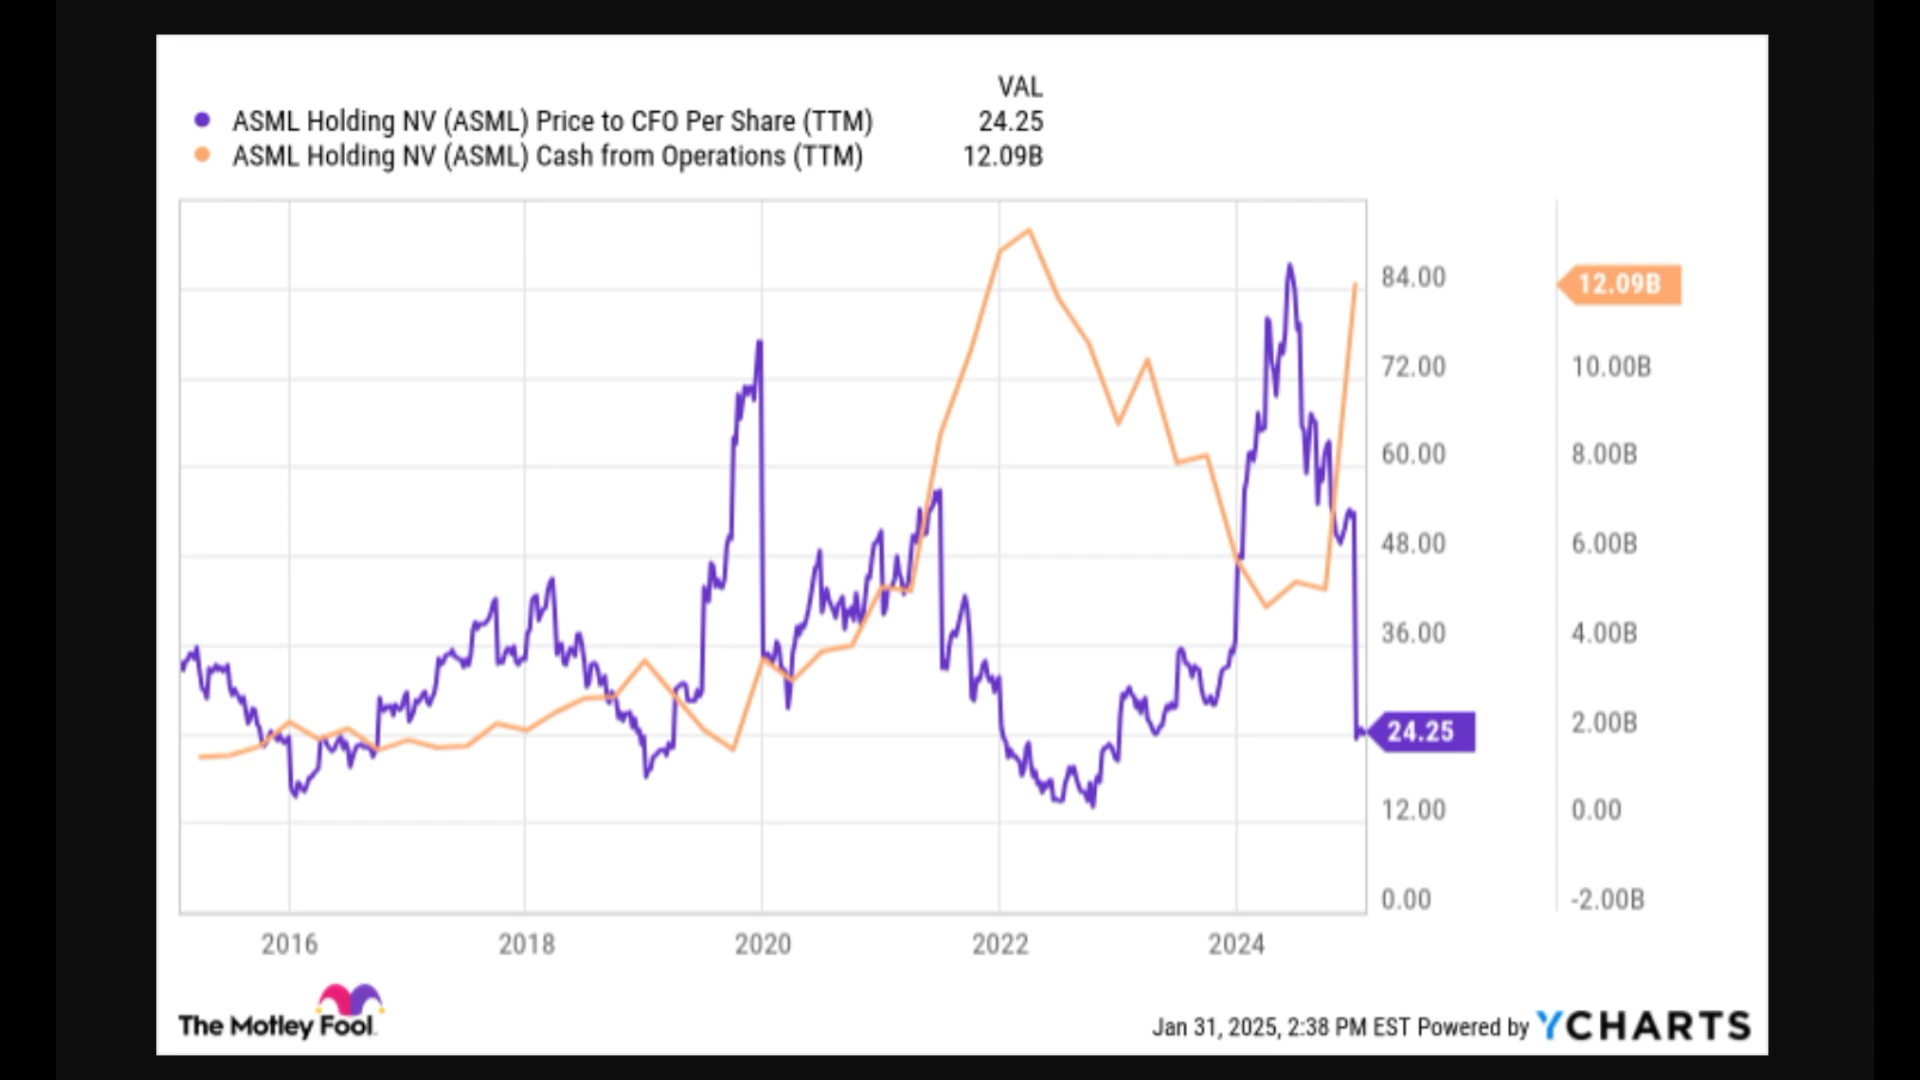 VAL
ASML Holding NV (ASML) Price to CFO Per Share (TTM) 24.25
ASML Holding NV (ASML) Cash from Operations (TTM) 12.09B
84.00
12.09B
72.00 10.00B
60.00 8.00B
48.00 6.00B
36.00 4.00B
24.25 2.00B
12.00 0.00
0.00 -2.00B
2016 2018 2020 2022 2024
The Motley Fool
Jan 31, 2025, 2:38 PM EST Powered by YCHARTS